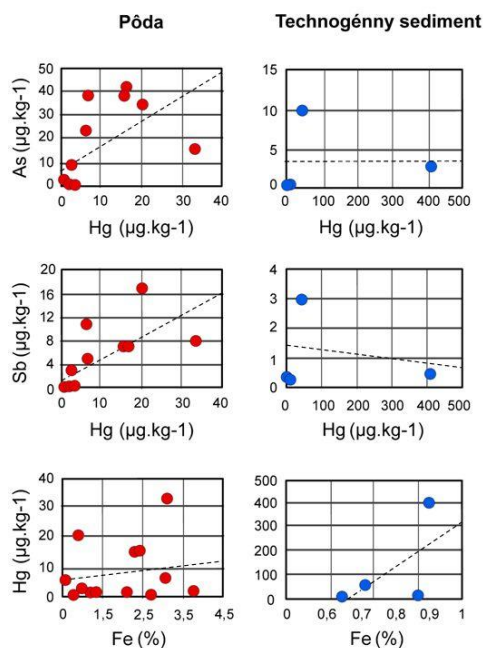 Pôda
Technogénny sediment
50
40
30
20
10
0
As (µg.kg-1)
0 10 20 30 40
Hg (µg.kg-1)
15
10
5
0
0 100 200 300 400 500
Hg (µg.kg-1)
20
16
12
8
4
0
Sb (µg.kg-1)
0 10 20 30 40
Hg (µg.kg-1)
4
3
2
1
0
0 100 200 300 400 500
Hg (µg.kg-1)
40
30
20
10
0
Hg (µg.kg-1)
0 1,5 2,5 3,5 4,5
Fe (%)
500
400
300
200
100
0
0 0,6 0,7 0,8 0,9 1
Fe (%)